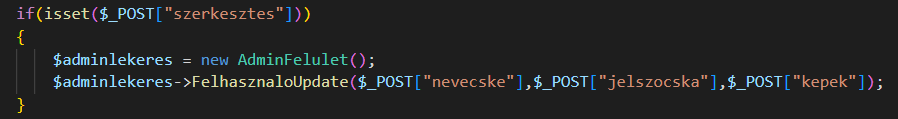 if(isset($_POST["szerkesztes"]))
{
$adminlekeres = new AdminFelulet();
$adminlekeres->FelhasznaloUpdate($_POST["nevecske"],$_POST["jelszocska"],$_POST["kepek"]);
}